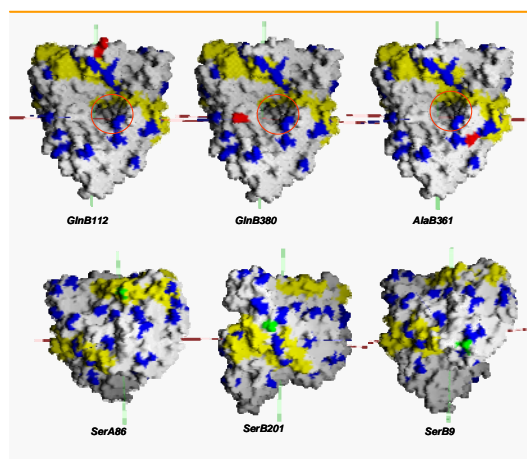 GlnB112
GlnB380
AlaB361
SerA86
SerB201
SerB9